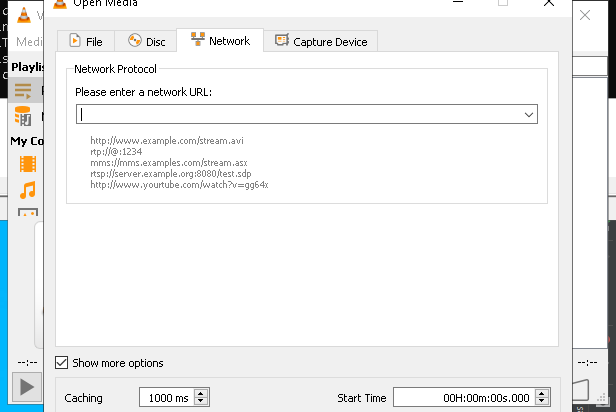 Open Media
Medi
File
Disc
Network
Capture Device
Playlis
Network Protocol
Please enter a network URL:
http://www.example.com/stream.avi
rtp://@:1234
mms://mms.examples.com/stream.asx
rtsp://server.example.org:8080/test.sdp
http://www.yourtube.com/watch?v=gg64x
My Co
--:--
--:--
Show more options
Caching
1000 ms
Start Time
00H:00m:00s.000